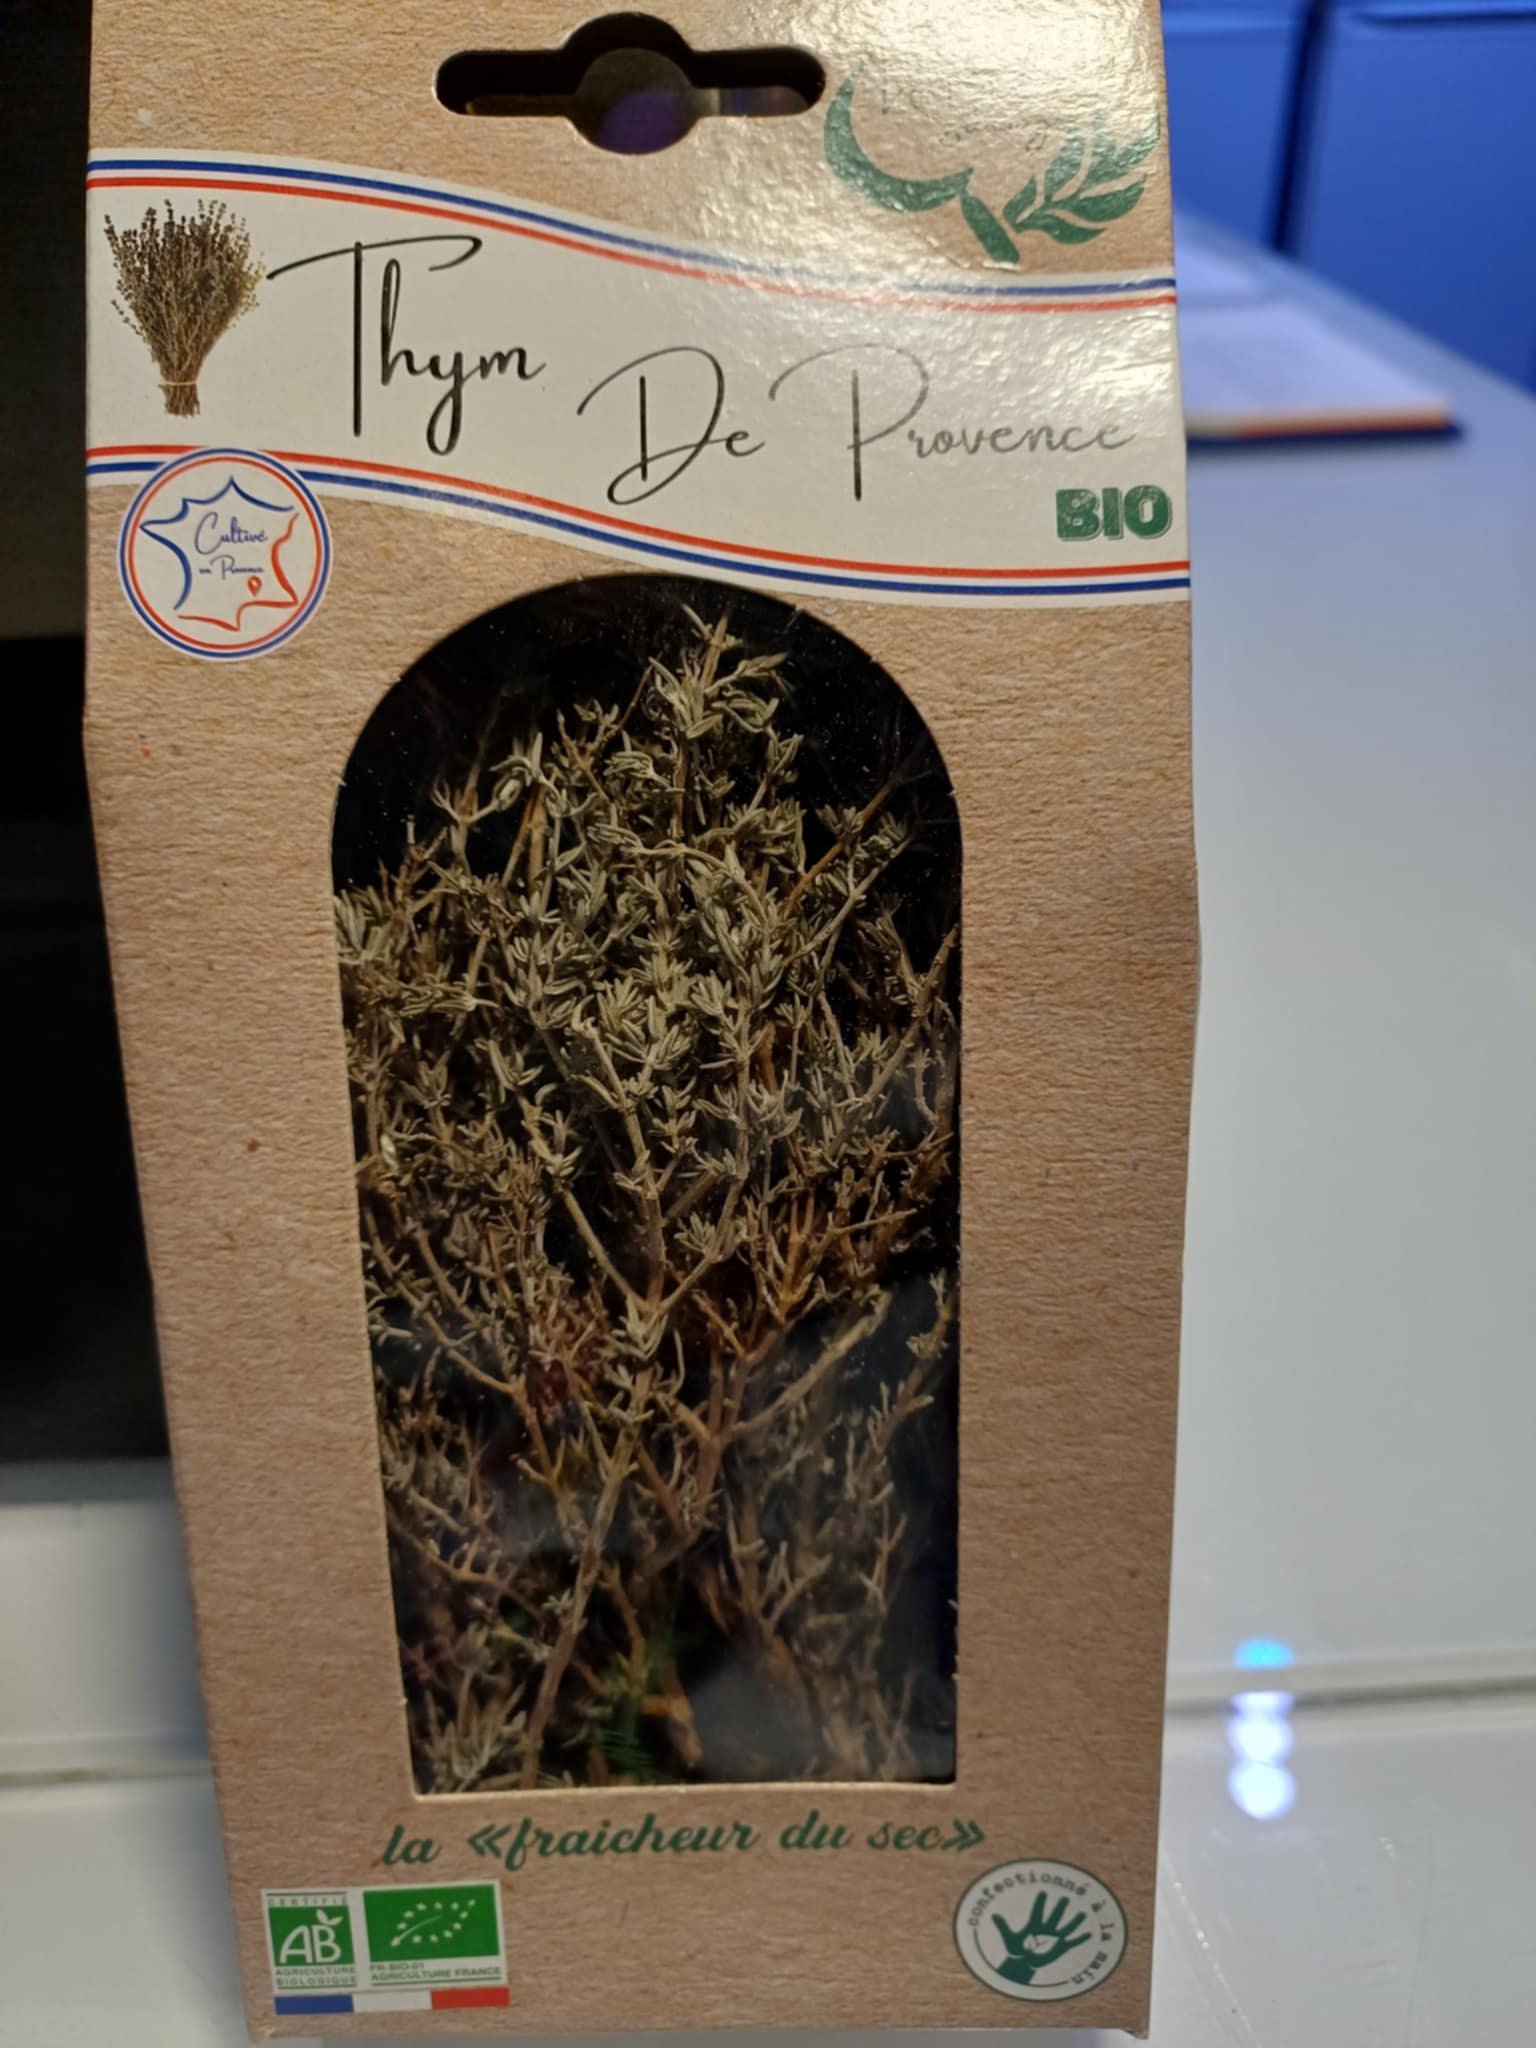 Thym
De Provence
BIO
Cultivé
en Provence
la «fraicheur du sec»
CERTIFIÉ
AB
AGRICULTURE
BIOLOGIQUE
FR-BIO-01
AGRICULTURE FRANCE
confectionné à la main